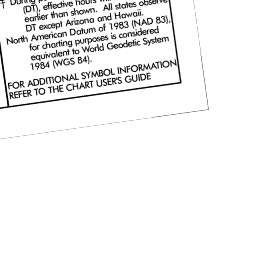 ‡ During
(DT), effective hours
earlier than shown. All states observe
DT except Arizona and Hawaii.
North American Datum of 1983 (NAD 83),
for charting purposes is considered
equivalent to World Geodetic System
1984 (WGS 84).
FOR ADDITIONAL SYMBOL INFORMATION
REFER TO THE CHART USER'S GUIDE